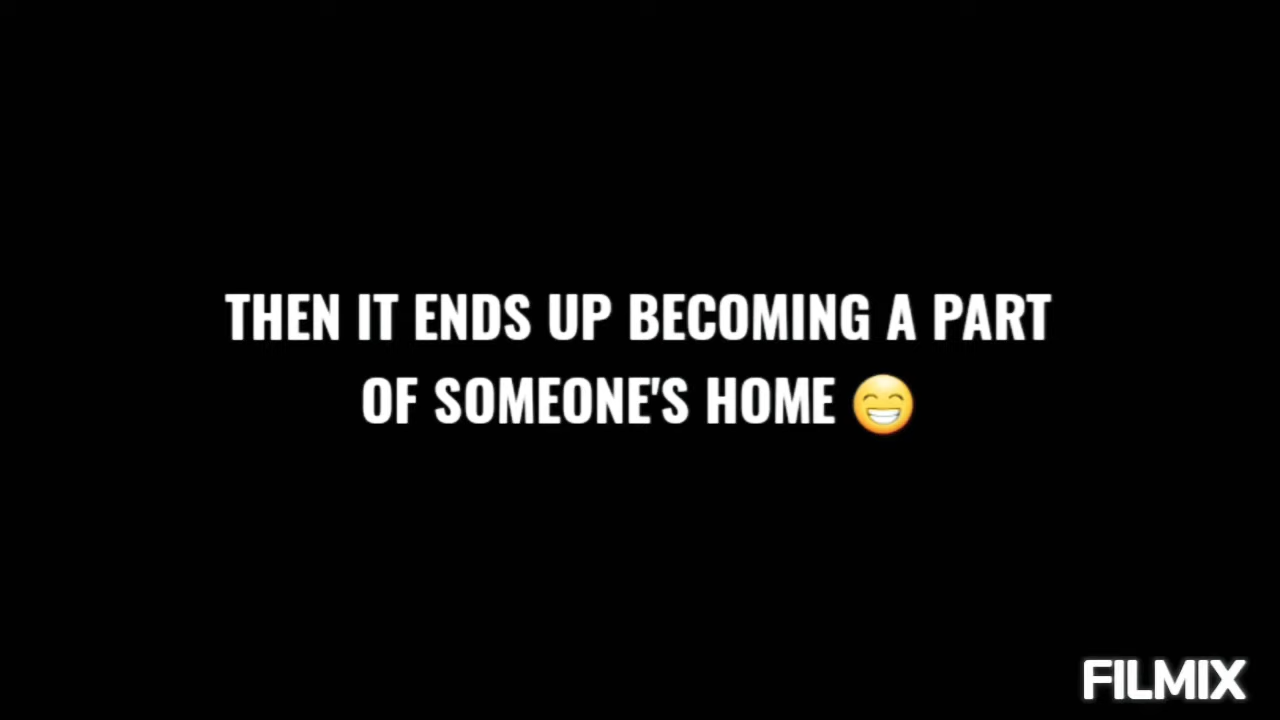 THEN IT ENDS UP BECOMING A PART
OF SOMEONE'S HOME 😁
FILMIX